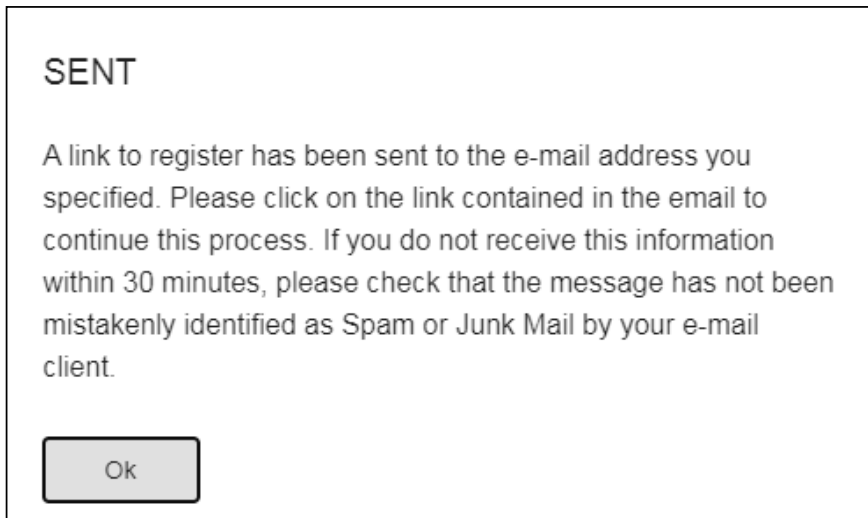 SENT
A link to register has been sent to the e-mail address you
specified. Please click on the link contained in the email to
continue this process. If you do not receive this information
within 30 minutes, please check that the message has not been
mistakenly identified as Spam or Junk Mail by your e-mail
client.
Ok